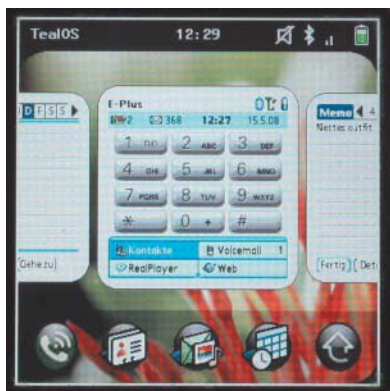 TealOS 12:29
E-Plus
2 368 12:27 15.5.08
D F S S
Memo 4
Nettes outfit
1
2 ABC
3 DEF
4 GHI
5 JKL
6 MNO
7 PQRS
8 TUV
9 WXYZ
*
0 +
#
Kontakte
Voicemail 1
RealPlayer
Web
Gehe zu
Fertig Det